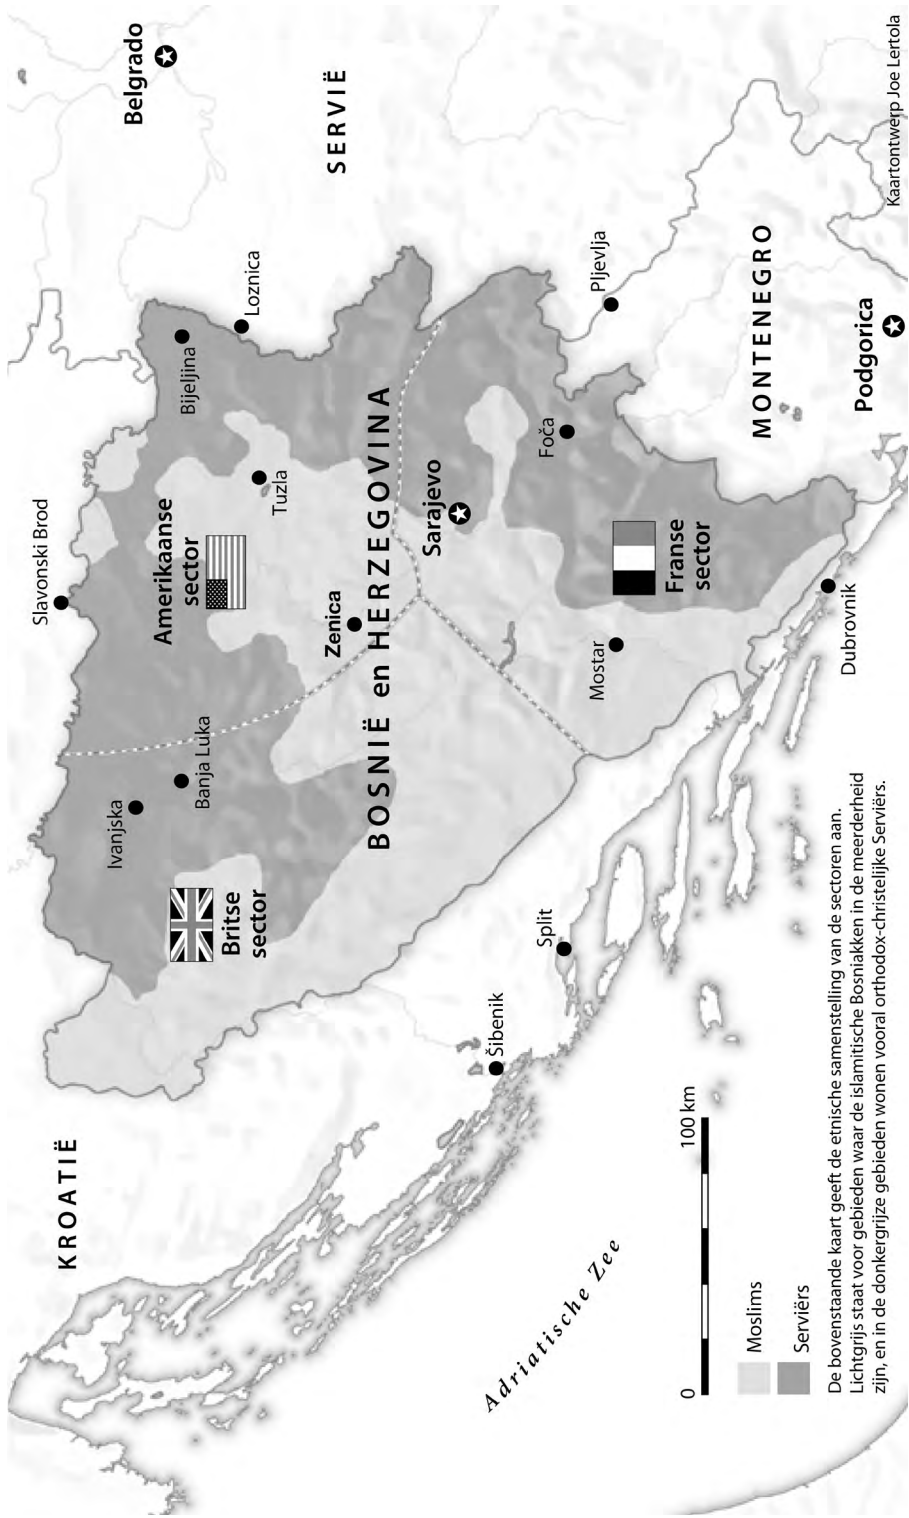 KROATIË
Slavonski Brod
Belgrado
Ivanjska
Banja Luka
Amerikaanse
sector
Bijeljina
Loznica
Britse
sector
Tuzla
SERVIË
Zenica
BOSNIË en HERZEGOVINA
Sarajevo
Šibenik
Split
Foča
Pljevlja
Mostar
Franse
sector
Adriatische Zee
MONTENEGRO
Dubrovnik
Podgorica
0
100 km
Moslims
Serviërs
De bovenstaande kaart geeft de etnische samenstelling van de sectoren aan.
Lichtgrijs staat voor gebieden waar de islamitische Bosniakken in de meerderheid
zijn, en in de donkergrijze gebieden wonen vooral orthodox-christelijke Serviërs.
Kaartontwerp Joe Lertola